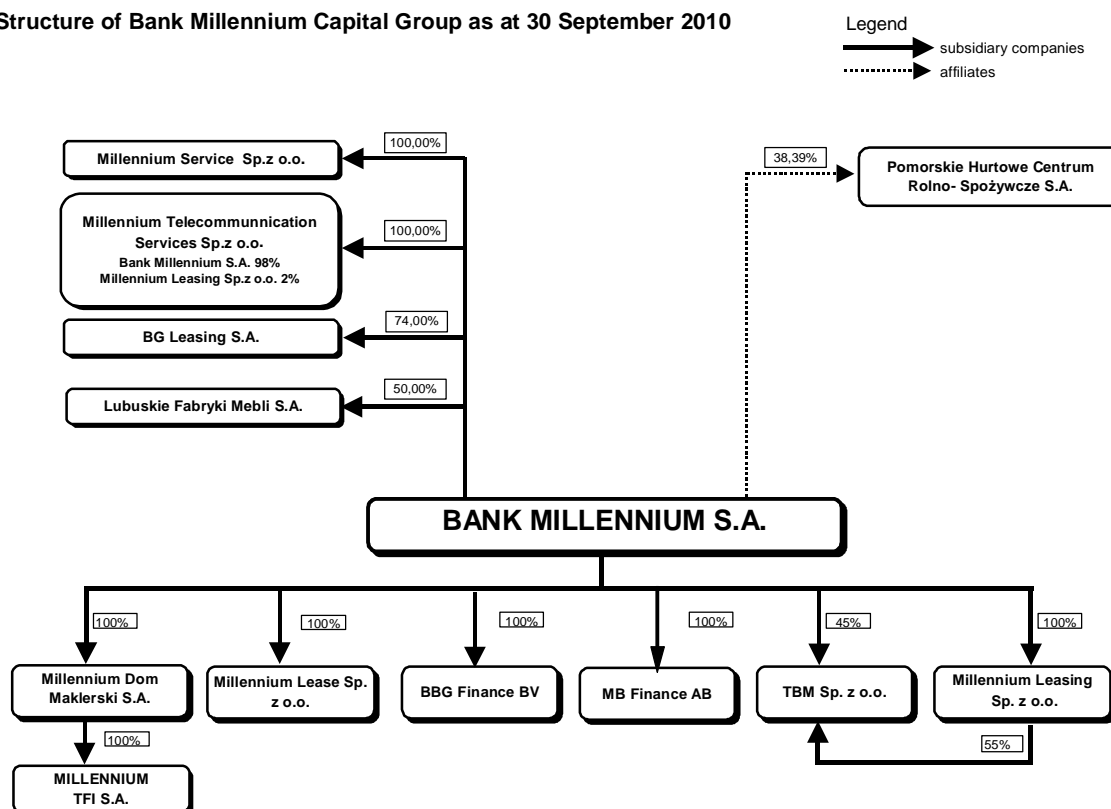 Structure of Bank Millennium Capital Group as at 30 September 2010
Legend
subsidiary companies
affiliates
100,00%
Millennium Service Sp.z o.o.
38,39%
Pomorskie Hurtowe Centrum
Rolno- Spożywcze S.A.
Millennium Telecommunnication
Services Sp.z o.o.
Bank Millennium S.A. 98%
Millennium Leasing Sp.z o.o. 2%
100,00%
74,00%
BG Leasing S.A.
50,00%
Lubuskie Fabryki Mebli S.A.
BANK MILLENNIUM S.A.
100%
100%
100%
100%
45%
100%
Millennium Dom
Maklerski S.A.
Millennium Lease Sp.
z o.o.
BBG Finance BV
MB Finance AB
TBM Sp. z o.o.
Millennium Leasing
Sp. z o.o.
100%
55%
MILLENNIUM
TFI S.A.